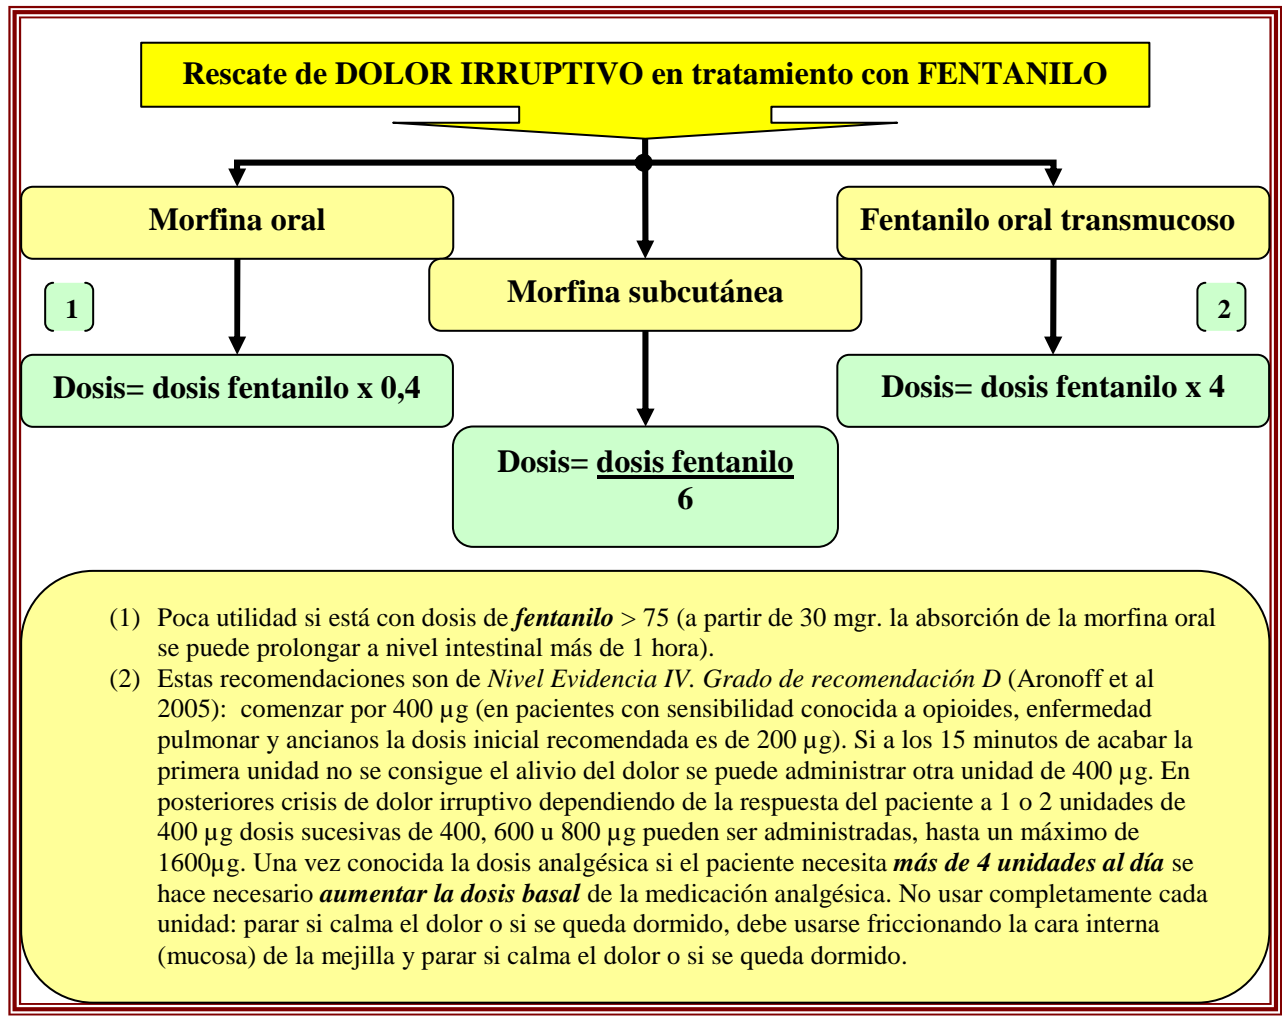 Rescate de DOLOR IRRUPTIVO en tratamiento con FENTANILO
Morfina oral
Fentanilo oral transmucoso
Morfina subcutánea
1
2
Dosis= dosis fentanilo x 0,4
Dosis= dosis fentanilo x 4
Dosis= dosis fentanilo
6
(1) Poca utilidad si está con dosis de fentanilo > 75 (a partir de 30 mgr. la absorción de la morfina oral
se puede prolongar a nivel intestinal más de 1 hora).
(2) Estas recomendaciones son de Nivel Evidencia IV. Grado de recomendación D (Aronoff et al
2005): comenzar por 400 µg (en pacientes con sensibilidad conocida a opioides, enfermedad
pulmonar y ancianos la dosis inicial recomendada es de 200 µg). Si a los 15 minutos de acabar la
primera unidad no se consigue el alivio del dolor se puede administrar otra unidad de 400 µg. En
posteriores crisis de dolor irruptivo dependiendo de la respuesta del paciente a 1 o 2 unidades de
400 µg dosis sucesivas de 400, 600 u 800 µg pueden ser administradas, hasta un máximo de
1600µg. Una vez conocida la dosis analgésica si el paciente necesita más de 4 unidades al día se
hace necesario aumentar la dosis basal de la medicación analgésica. No usar completamente cada
unidad: parar si calma el dolor o si se queda dormido, debe usarse friccionando la cara interna
(mucosa) de la mejilla y parar si calma el dolor o si se queda dormido.